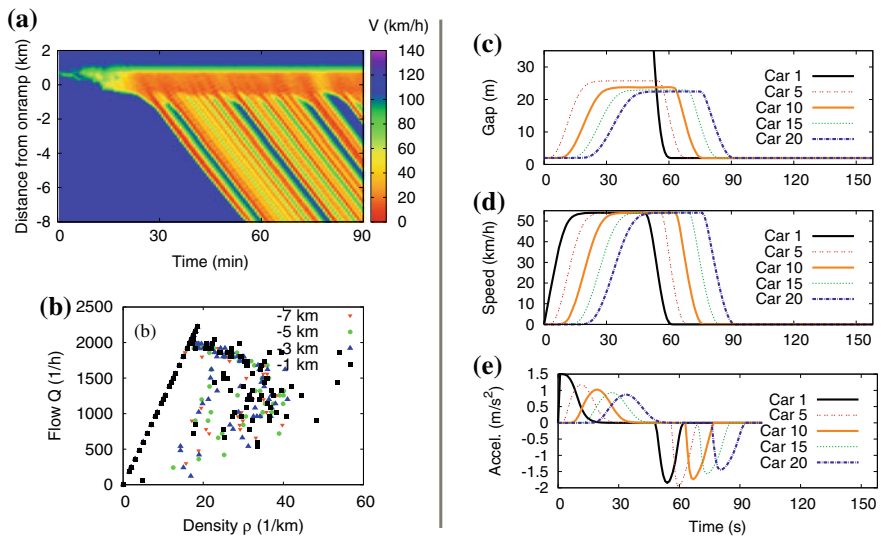 (a)
V (km/h)
Distance from onramp (km)
2
0
-2
-4
-6
-8
0
30
60
90
Time (min)
140
120
100
80
60
40
20
0
(b)
(b)
Flow Q (1/h)
2500
2000
1500
1000
500
0
0
20
40
60
Density ρ (1/km)
-7 km
-5 km
-3 km
-1 km
(c)
Gap (m)
30
20
10
0
0
30
60
90
120
150
Car 1
Car 5
Car 10
Car 15
Car 20
(d)
Speed (km/h)
50
40
30
20
10
0
0
30
60
90
120
150
Car 1
Car 5
Car 10
Car 15
Car 20
(e)
Accel. (m/s²)
1.5
1
0.5
0
-0.5
-1
-1.5
-2
0
30
60
90
120
150
Time (s)
Car 1
Car 5
Car 10
Car 15
Car 20